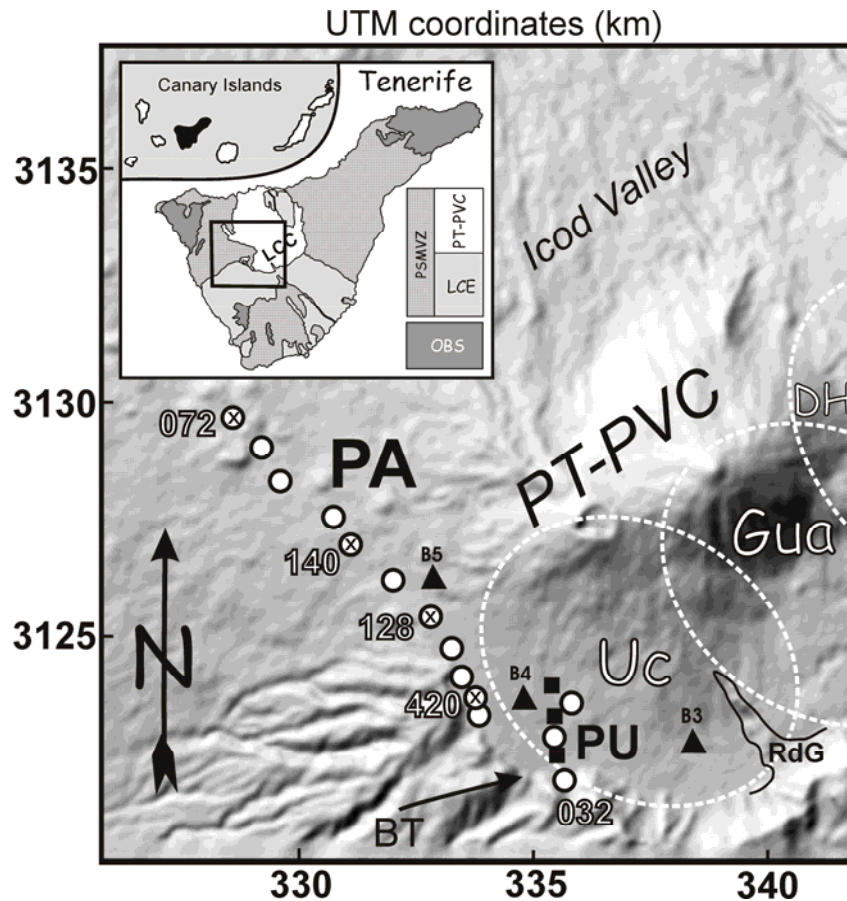 UTM coordinates (km)
Canary Islands
Tenerife
LCC
PSMVZ
PT-PVC
LCE
OBS
3135
Icod Valley
3130
DH
072
PA
PT-PVC
Gua
140
B5
3125
128
N
Uc
B4
420
B3
PU
RdG
032
BT
330
335
340